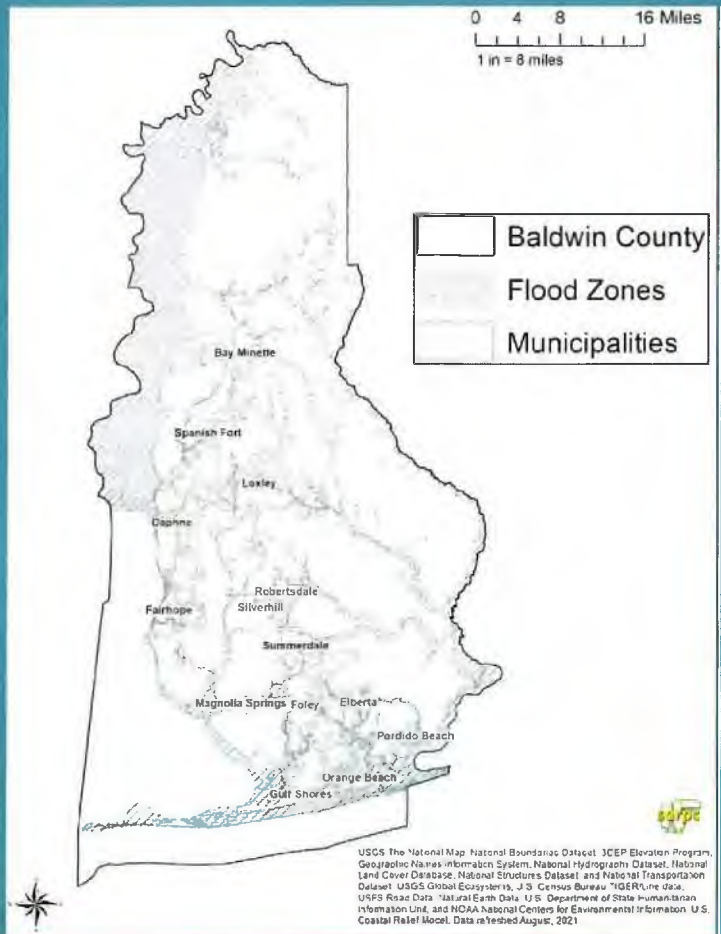 0 4 8 16 Miles
1 in = 8 miles
Baldwin County
Flood Zones
Municipalities
Bay Minette
Spanish Fort
Loxley
Daphne
Robertsdale
Silverhill
Fairhope
Summerdale
Magnolia Springs Foley Elberta
Perdido Beach
Orange Beach
Gulf Shores
sdrpc
USGS The National Map: National Boundaries Dataset, 3DEP Elevation Program,
Geographic Names Information System, National Hydrography Dataset, National
Land Cover Database, National Structures Dataset, and National Transportation
Dataset; USGS Global Ecosystems; U.S. Census Bureau TIGER/Line data;
USFS Road Data; Natural Earth Data; U.S. Department of State Humanitarian
Information Unit; and NOAA National Centers for Environmental Information, U.S.
Coastal Relief Model. Data refreshed August, 2021